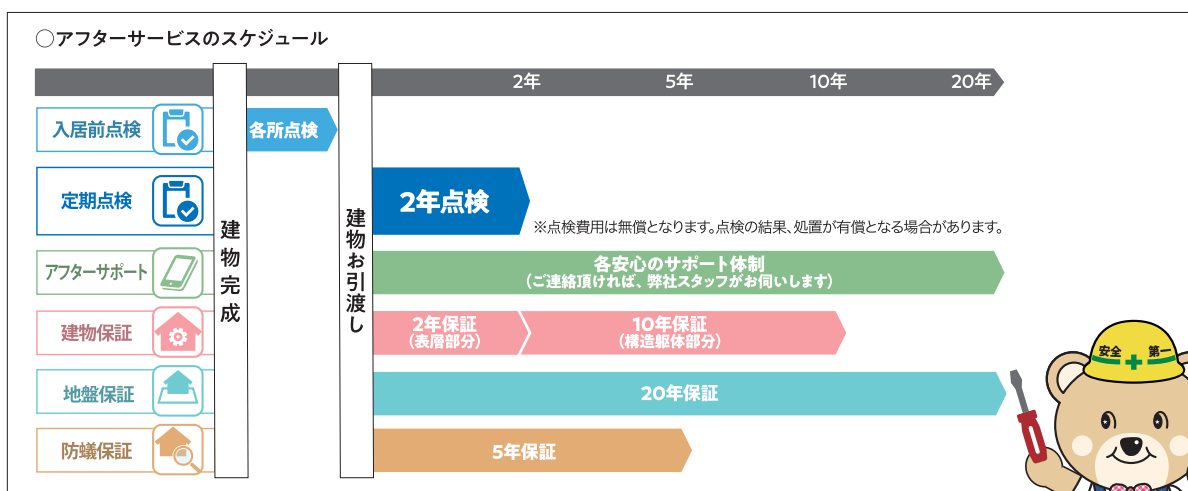 ○アフターサービスのスケジュール
2年 5年 10年 20年
建物完成
建物お引渡し
入居前点検
各所点検
定期点検
2年点検
※点検費用は無償となります。点検の結果、処置が有償となる場合があります。
アフターサポート
各安心のサポート体制
（ご連絡頂ければ、弊社スタッフがお伺いします）
建物保証
2年保証
（表層部分）
10年保証
（構造躯体部分）
地盤保証
20年保証
防蟻保証
5年保証
安全 第一